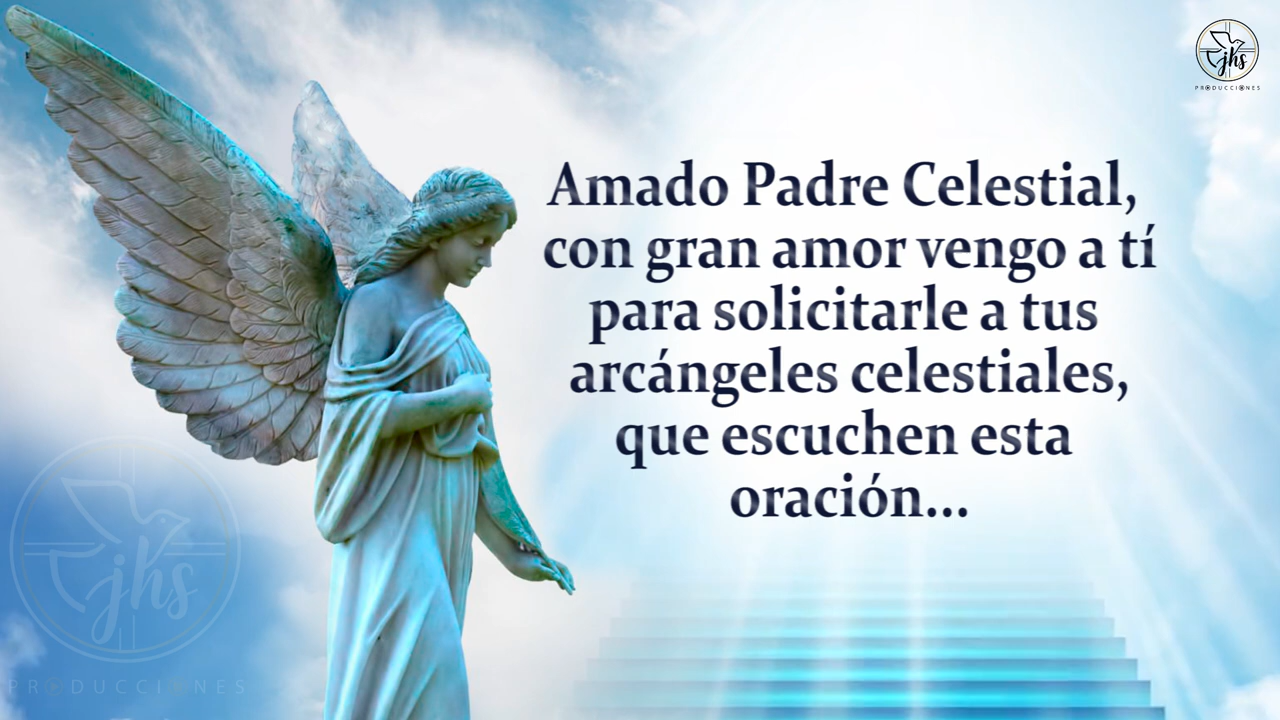 jhs
PRODUCCIONES
Amado Padre Celestial,
con gran amor vengo a tí
para solicitarle a tus
arcángeles celestiales,
que escuchen esta
oración...
jhs
PRODUCCIONES